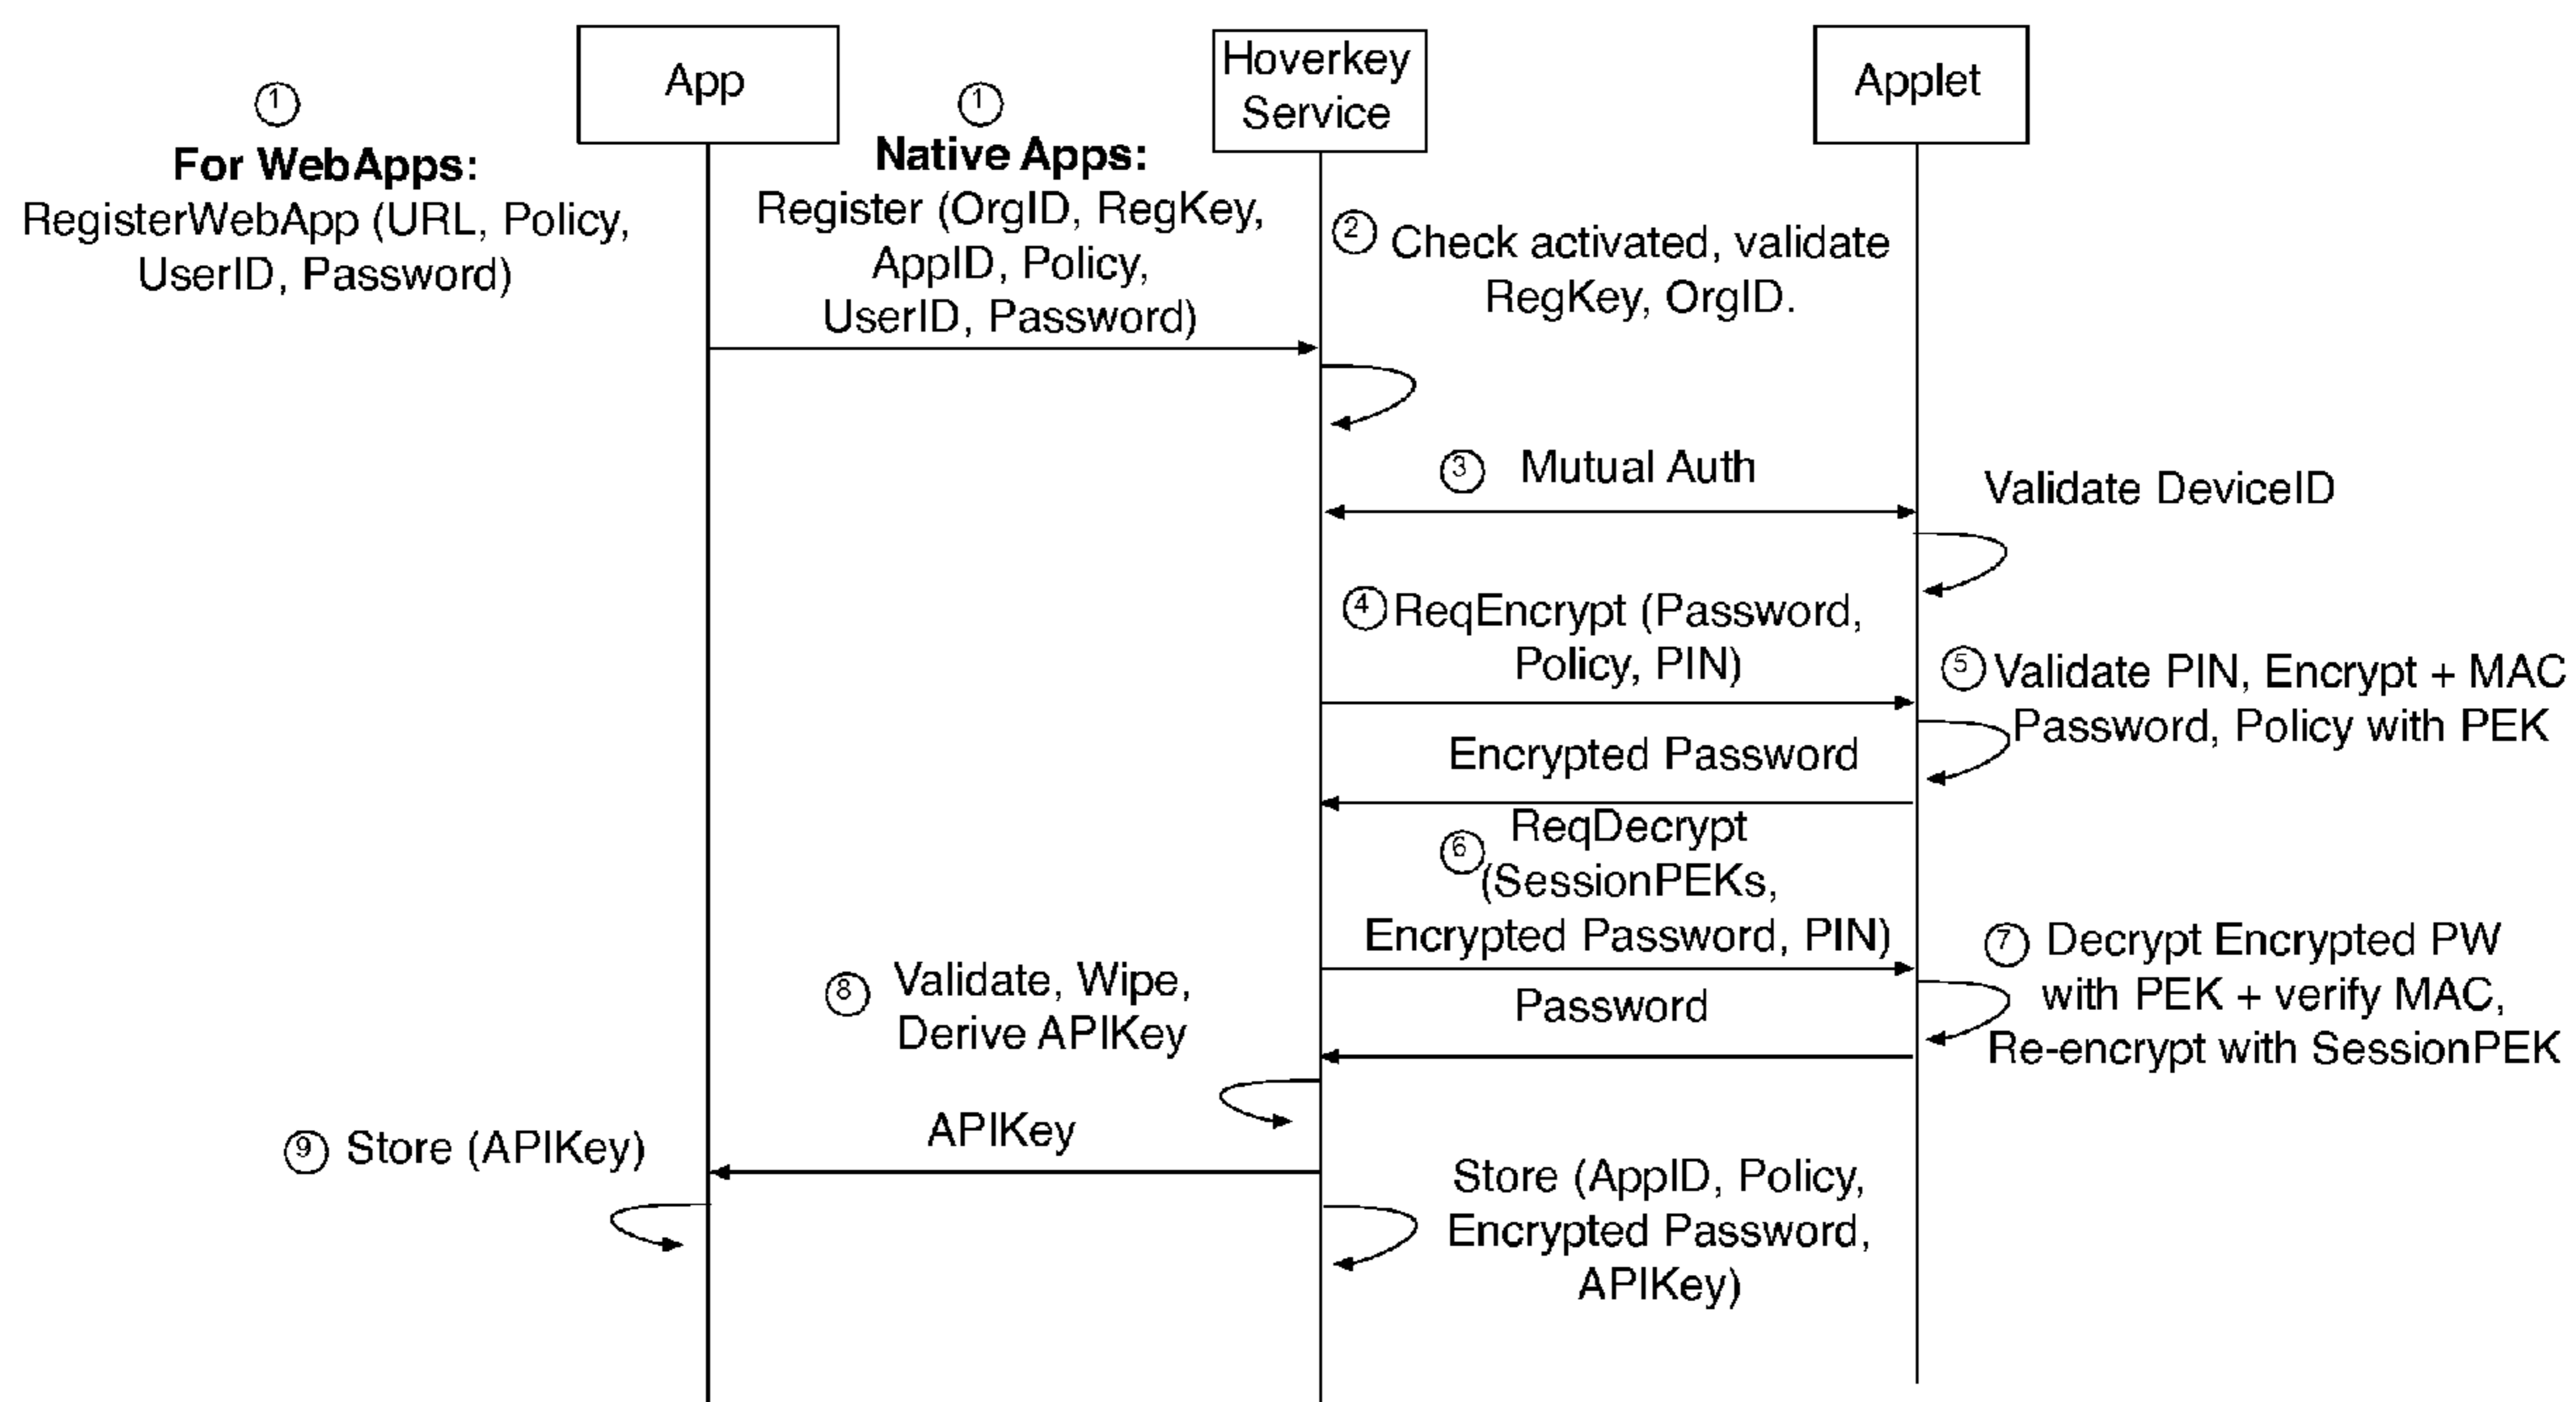 App
Hoverkey
Service
Applet
1
For WebApps:
RegisterWebApp (URL, Policy,
UserID, Password)
1
Native Apps:
Register (OrgID, RegKey,
AppID, Policy,
UserID, Password)
2 Check activated, validate
RegKey, OrgID.
3 Mutual Auth
Validate DeviceID
4 ReqEncrypt (Password,
Policy, PIN)
5 Validate PIN, Encrypt + MAC
Password, Policy with PEK
Encrypted Password
6 ReqDecrypt
(SessionPEKs,
Encrypted Password, PIN)
7 Decrypt Encrypted PW
with PEK + verify MAC,
Re-encrypt with SessionPEK
Password
8 Validate, Wipe,
Derive APIKey
APIKey
9 Store (APIKey)
Store (AppID, Policy,
Encrypted Password,
APIKey)